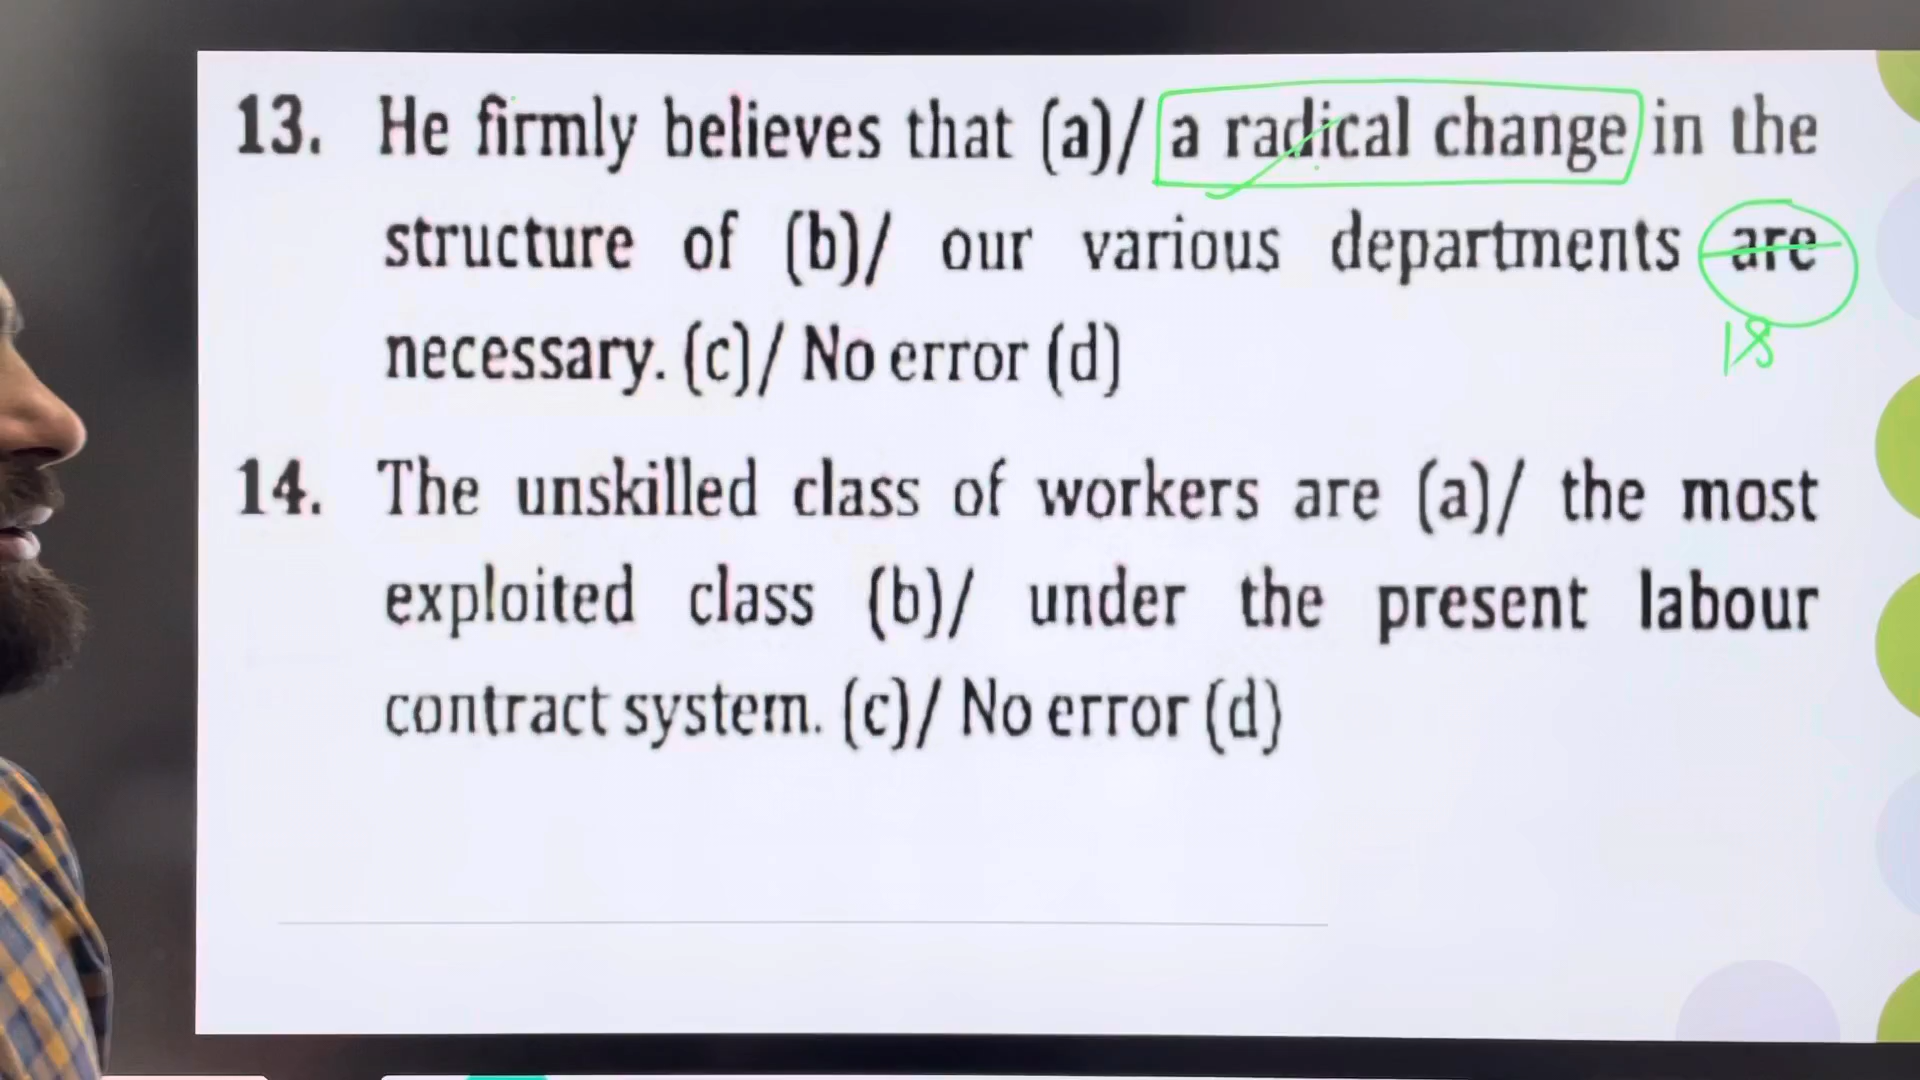 13. He firmly believes that (a)/ a radical change in the
structure of (b)/ our various departments are
is
necessary. (c)/ No error (d)
14. The unskilled class of workers are (a)/ the most
exploited class (b)/ under the present labour
contract system. (c)/ No error (d)